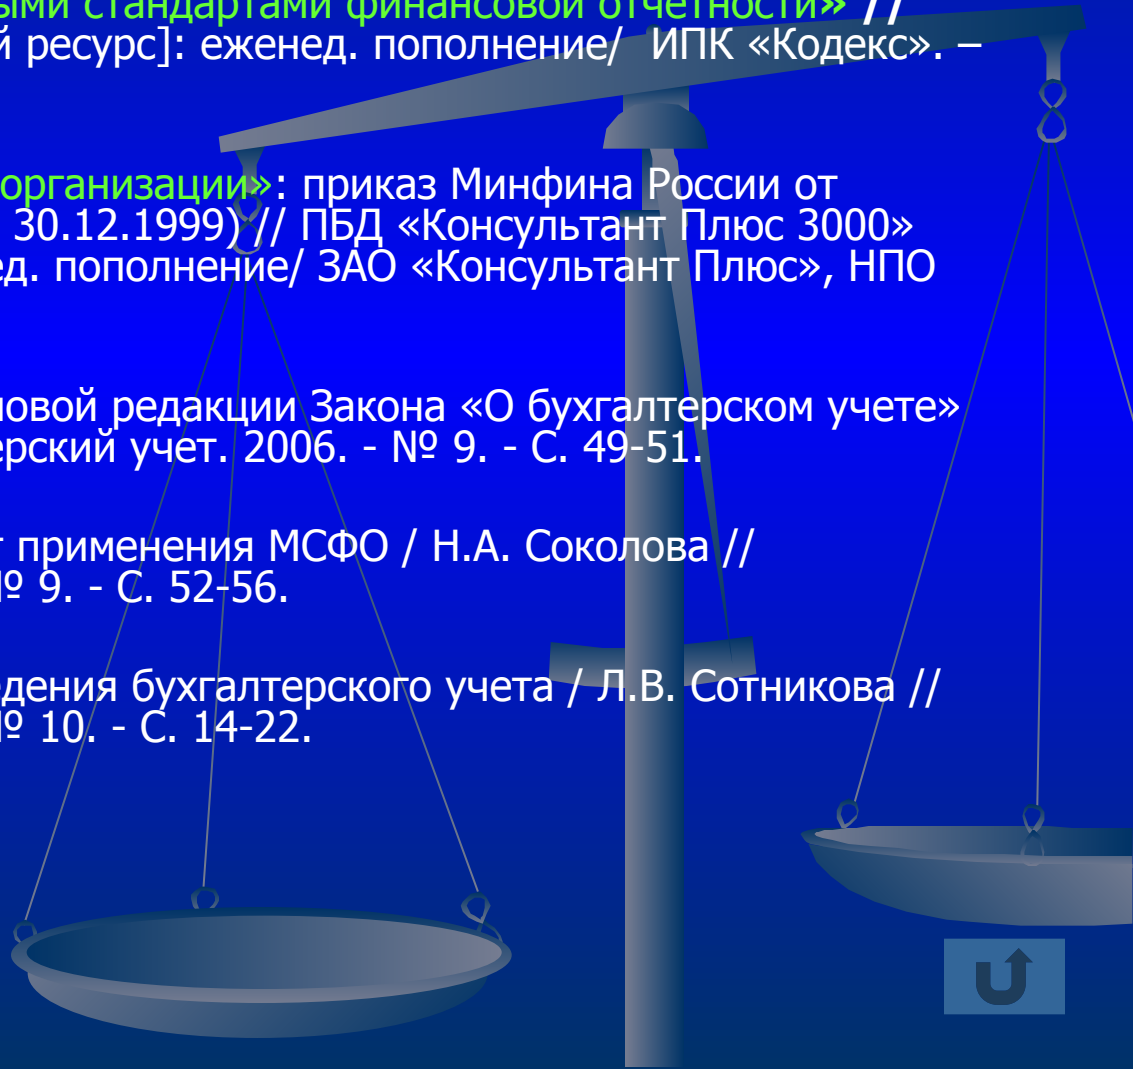 ыми стандартами финансовой отчетности» //
й ресурс]: еженед. пополнение/ ИПК «Кодекс». –
организации»: приказ Минфина России от
30.12.1999) // ПБД «Консультант Плюс 3000»
ед. пополнение/ ЗАО «Консультант Плюс», НПО
новой редакции Закона «О бухгалтерском учете»
ерский учет. 2006. - № 9. - С. 49-51.
т применения МСФО / Н.А. Соколова //
№ 9. - С. 52-56.
едения бухгалтерского учета / Л.В. Сотникова //
№ 10. - С. 14-22.